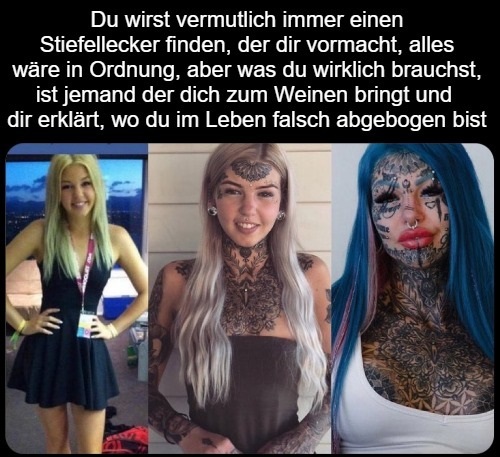 Du wirst vermutlich immer einen
Stiefellecker finden, der dir vormacht, alles
wäre in Ordnung, aber was du wirklich brauchst,
ist jemand der dich zum Weinen bringt und
dir erklärt, wo du im Leben falsch abgebogen bist